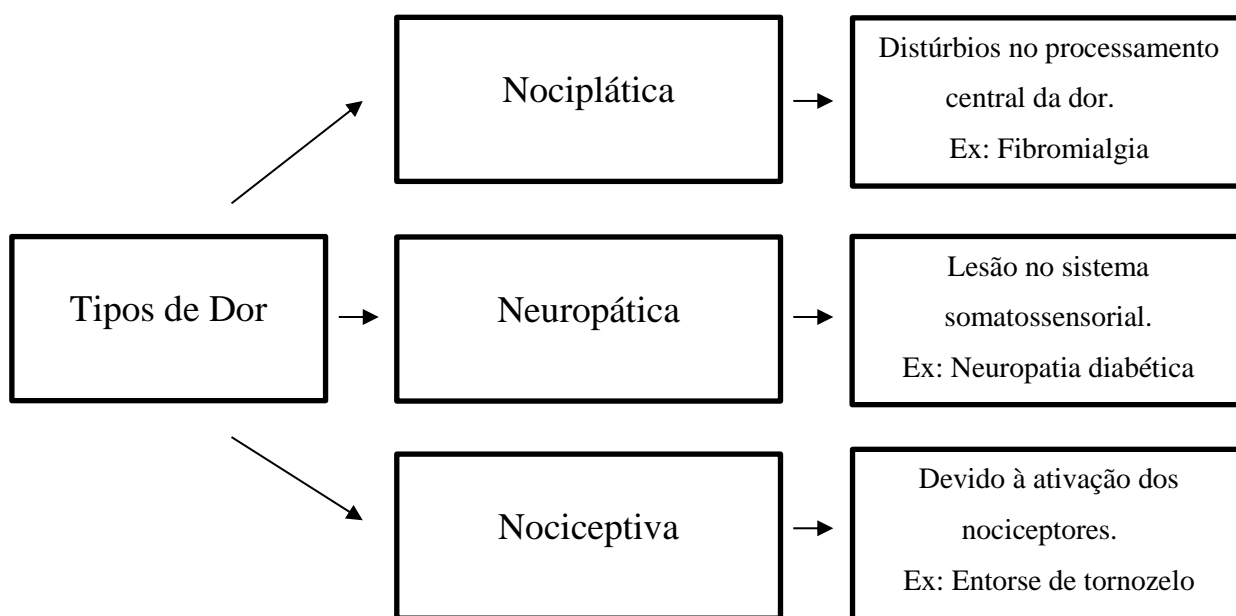 Tipos de Dor
Nociplática
Distúrbios no processamento
central da dor.
Ex: Fibromialgia
Neuropática
Lesão no sistema
somatossensorial.
Ex: Neuropatia diabética
Nociceptiva
Devido à ativação dos
nociceptores.
Ex: Entorse de tornozelo